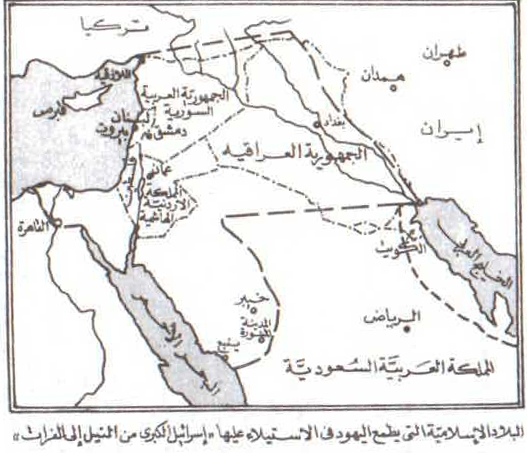 تركيا
طهران
همدان
اللاذقية
الجمهورية العربية
السورية
قبرص
لبنان
بيروت
دمشق
بغداد
إيران
الجمهورية العراقية
عمان
المملكة
الاردنية
الهاشمية
القاهرة
الكويت
الخليج العربي
خيبر
المدينة
المنورة
ينبع
الرياض
البحر الأحمر
المملكة العربية السعودية
البلاد الإسلامية التي يطمع اليهود في الاستيلاء عليها «إسرائيل الكبرى من النيل إلى الفرات»